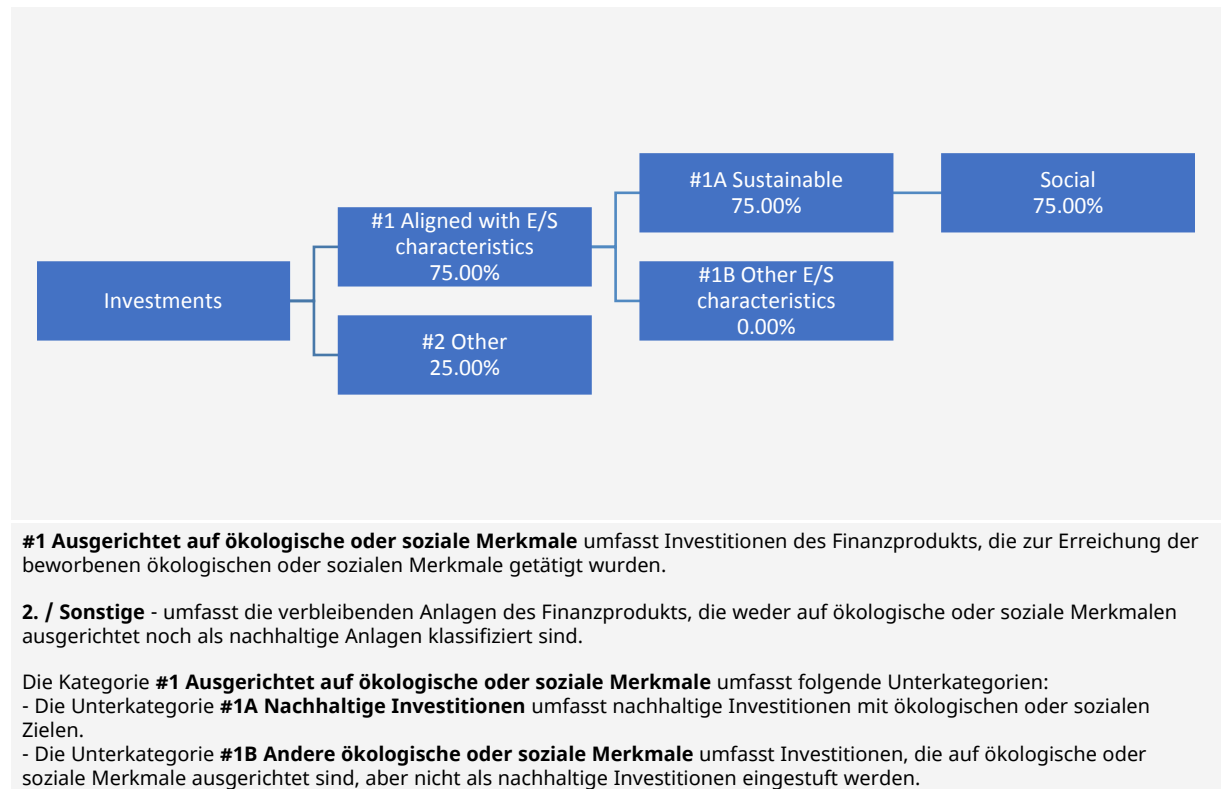 Investments
#1 Aligned with E/S
characteristics
75.00%
#2 Other
25.00%
#1A Sustainable
75.00%
#1B Other E/S
characteristics
0.00%
Social
75.00%
#1 Ausgerichtet auf ökologische oder soziale Merkmale umfasst Investitionen des Finanzprodukts, die zur Erreichung der
beworbenen ökologischen oder sozialen Merkmale getätigt wurden.
2. / Sonstige - umfasst die verbleibenden Anlagen des Finanzprodukts, die weder auf ökologische oder soziale Merkmalen
ausgerichtet noch als nachhaltige Anlagen klassifiziert sind.
Die Kategorie #1 Ausgerichtet auf ökologische oder soziale Merkmale umfasst folgende Unterkategorien:
- Die Unterkategorie #1A Nachhaltige Investitionen umfasst nachhaltige Investitionen mit ökologischen oder sozialen
Zielen.
- Die Unterkategorie #1B Andere ökologische oder soziale Merkmale umfasst Investitionen, die auf ökologische oder
soziale Merkmale ausgerichtet sind, aber nicht als nachhaltige Investitionen eingestuft werden.